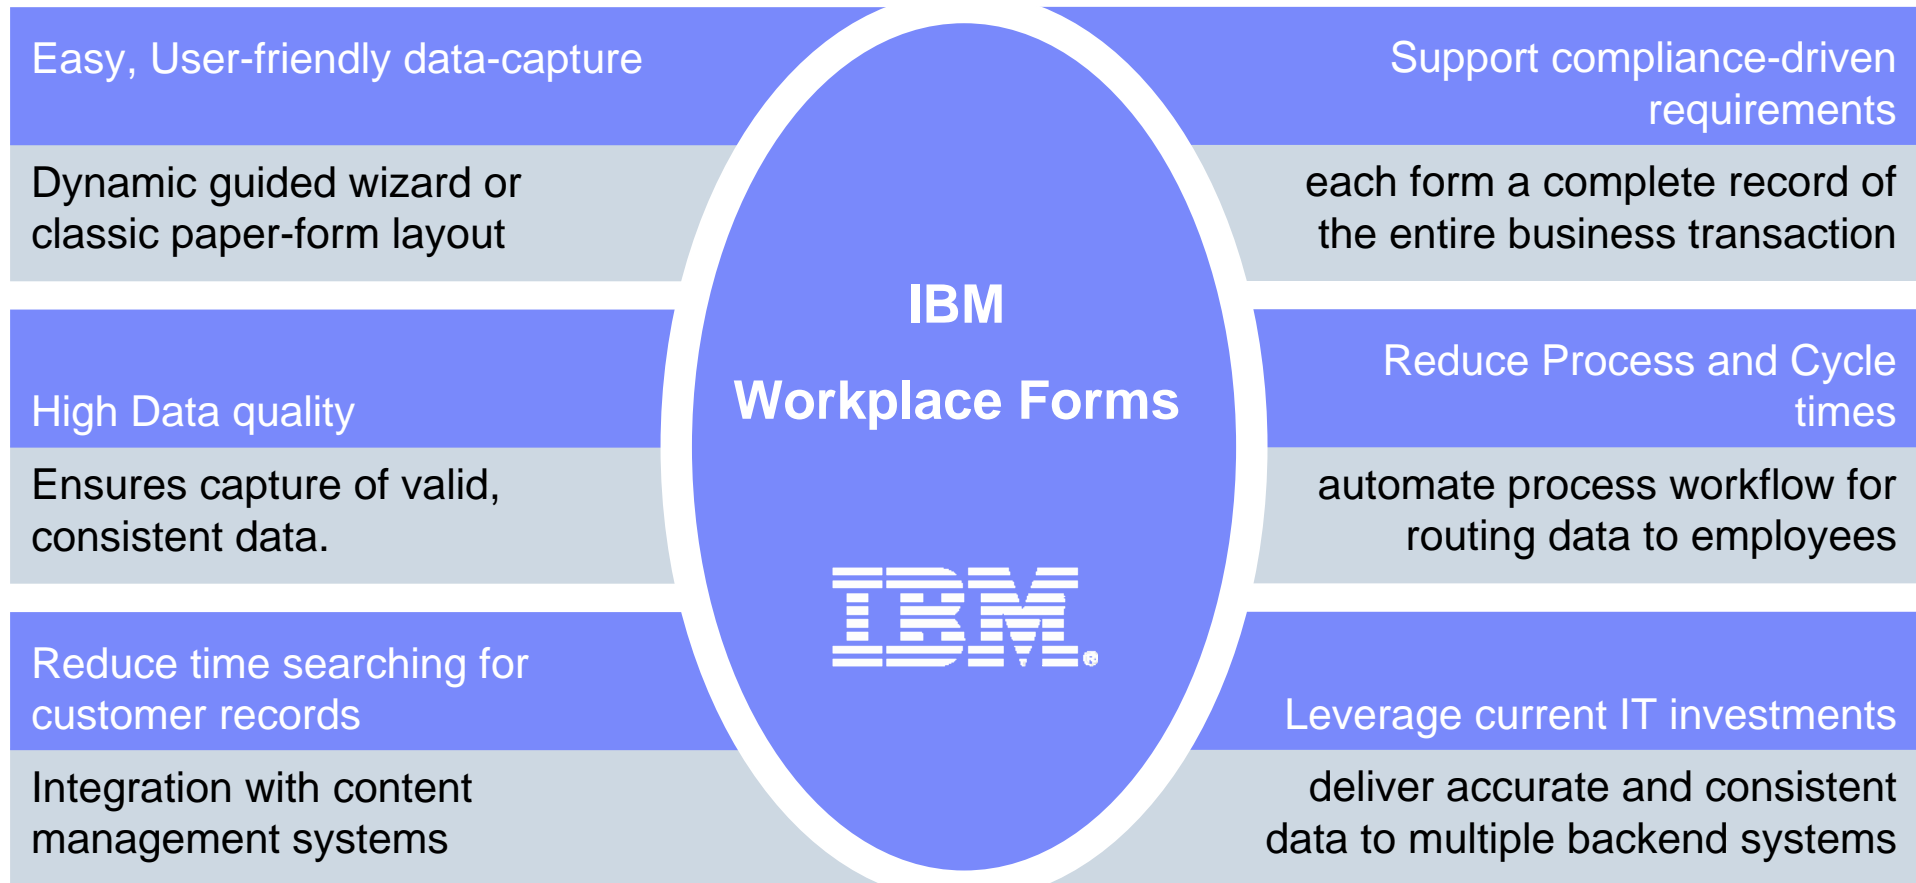 Easy, User-friendly data-capture
Dynamic guided wizard or
classic paper-form layout
High Data quality
Ensures capture of valid,
consistent data.
Reduce time searching for
customer records
Integration with content
management systems
IBM
Workplace Forms
IBM®
Support compliance-driven
requirements
each form a complete record of
the entire business transaction
Reduce Process and Cycle
times
automate process workflow for
routing data to employees
Leverage current IT investments
deliver accurate and consistent
data to multiple backend systems